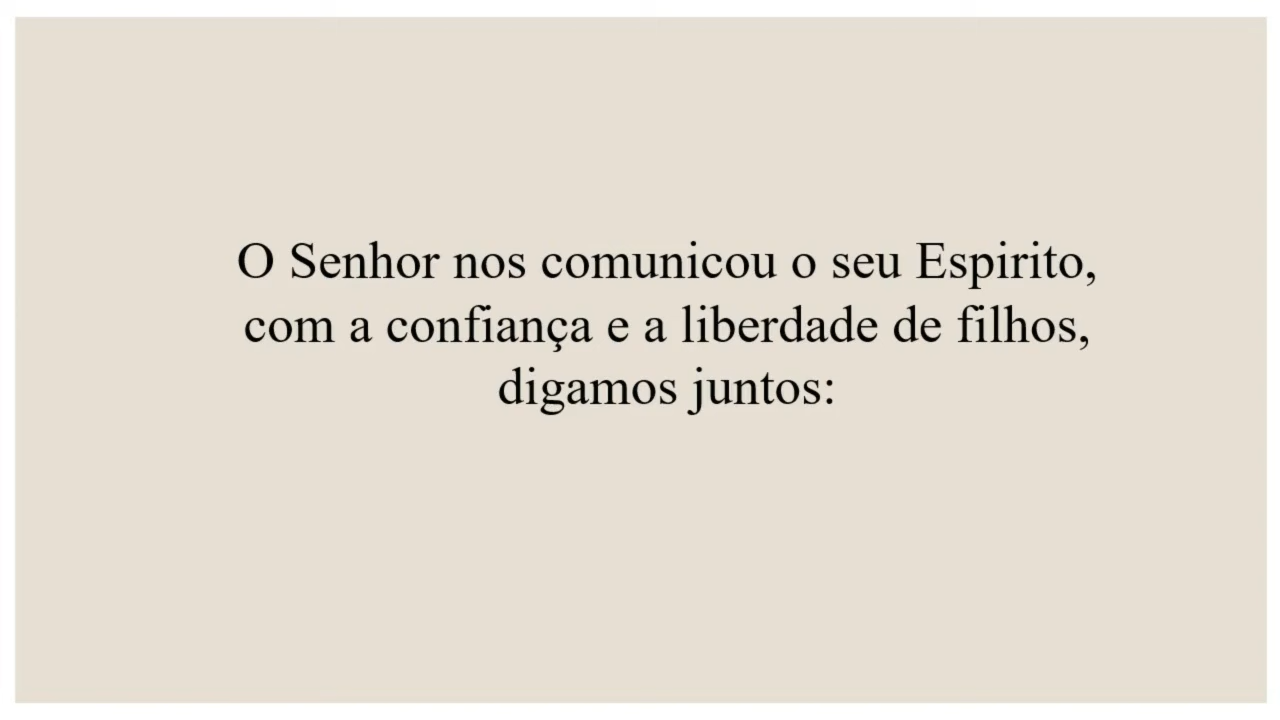 O Senhor nos comunicou o seu Espirito,
com a confiança e a liberdade de filhos,
digamos juntos: